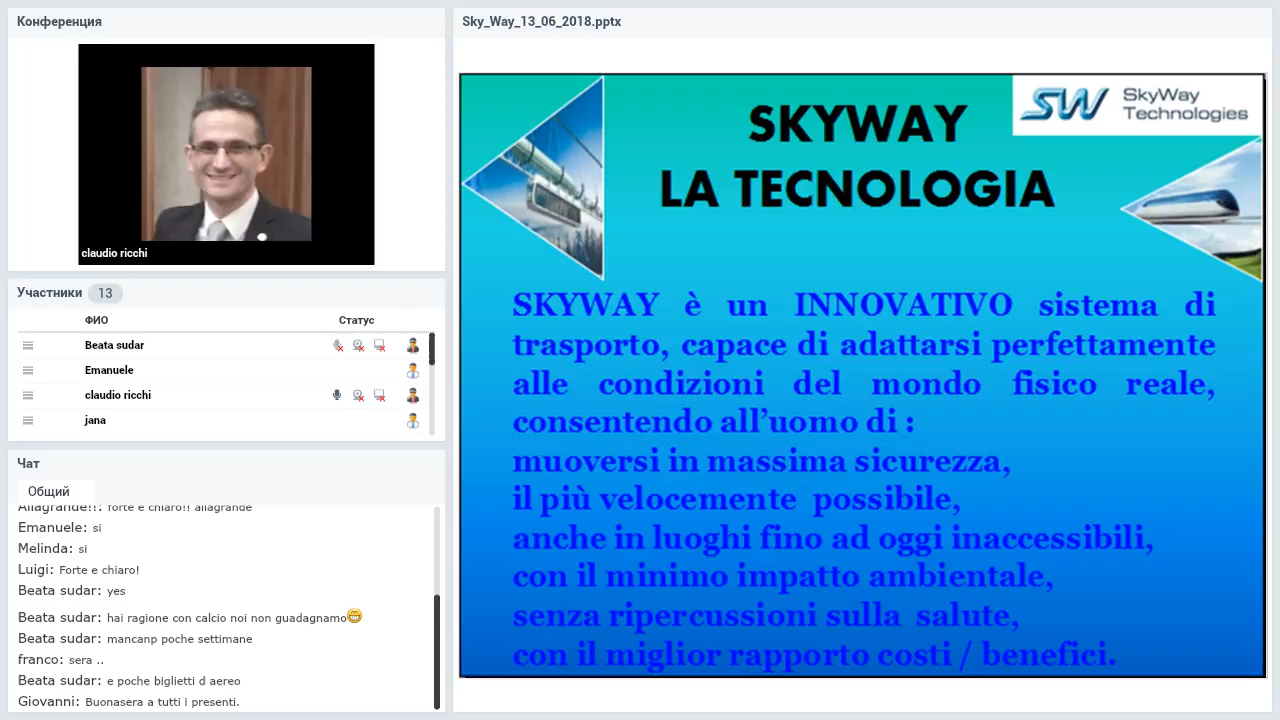 Конференция
claudio ricchi
Участники 13
ФИО Статус
Beata sudar
Emanuele
claudio ricchi
jana
Чат
Общий
Allagrande!!: forte e chiaro!! allagrande
Emanuele: si
Melinda: si
Luigi: Forte e chiaro!
Beata sudar: yes
Beata sudar: hai ragione con calcio noi non guadagnamo
Beata sudar: mancanp poche settimane
franco: sera ..
Beata sudar: e poche biglietti d aereo
Giovanni: Buonasera a tutti i presenti.
Sky_Way_13_06_2018.pptx
SKYWAY
LA TECNOLOGIA
SW SkyWay
Technologies
SKYWAY è un INNOVATIVO sistema di
trasporto, capace di adattarsi perfettamente
alle condizioni del mondo fisico reale,
consentendo all'uomo di :
muoversi in massima sicurezza,
il più velocemente possibile,
anche in luoghi fino ad oggi inaccessibili,
con il minimo impatto ambientale,
senza ripercussioni sulla salute,
con il miglior rapporto costi / benefici.